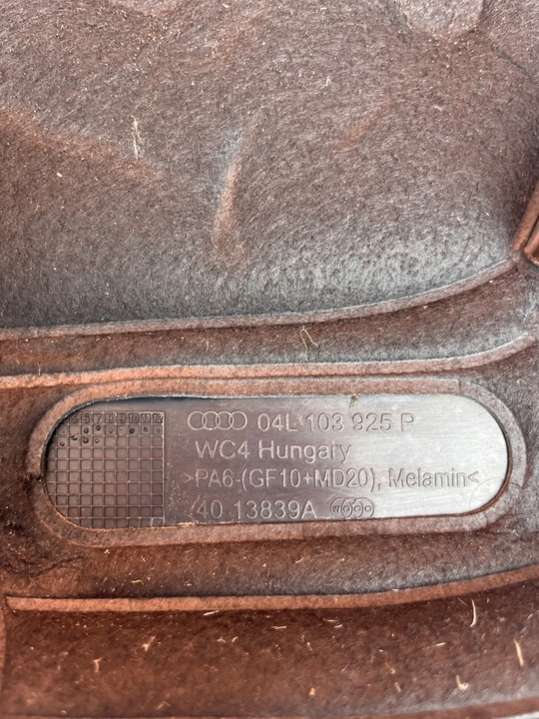 04L 103 925 P
WC4 Hungary
>PA6-(GF10+MD20), Melamin<
40 13839A